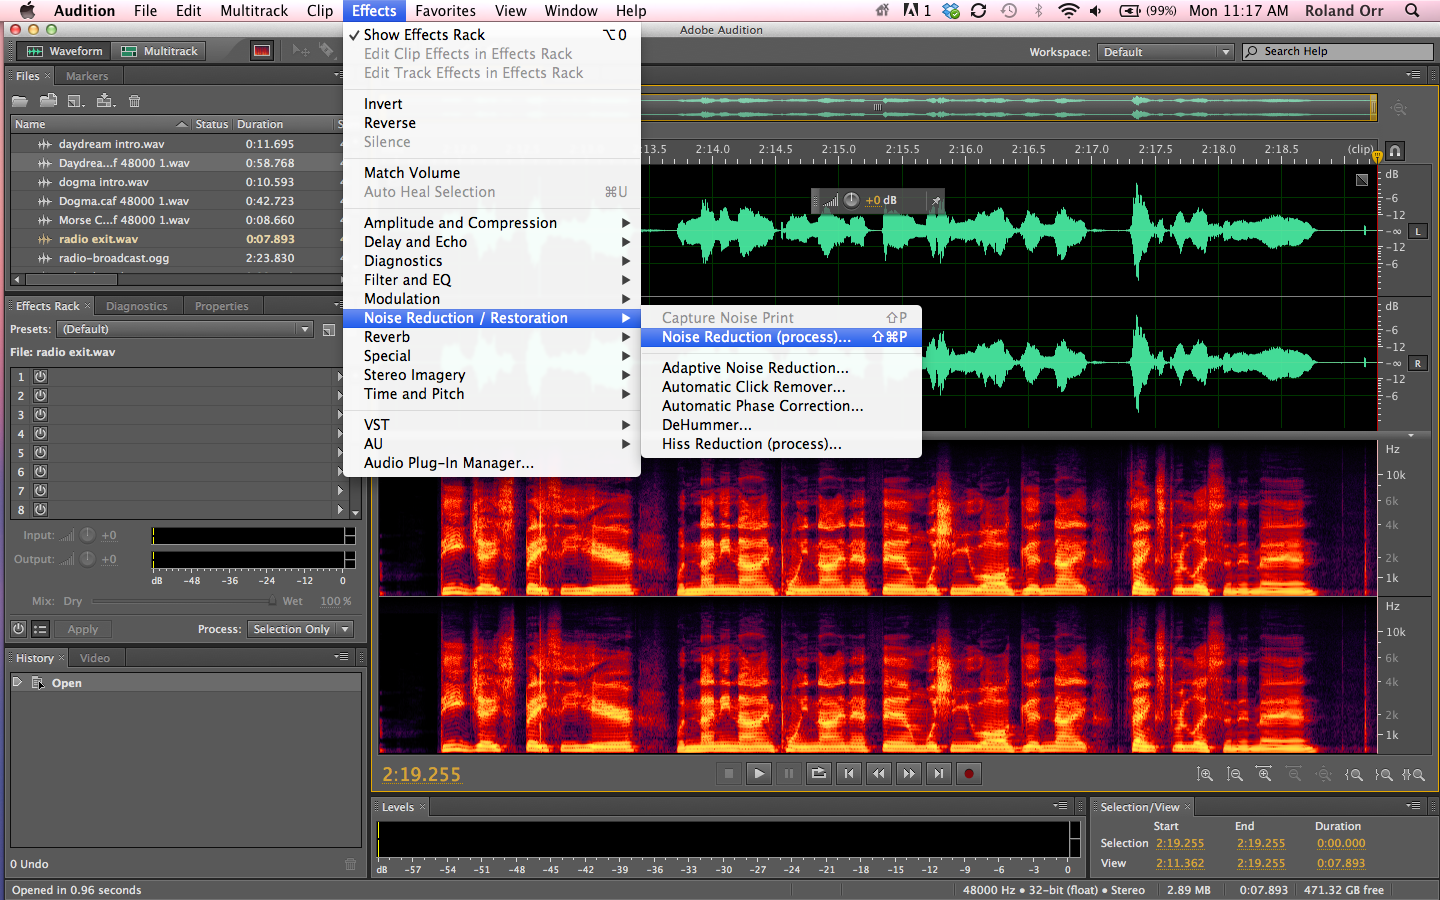 Audition File Edit Multitrack Clip Effects Favorites View Window Help 1 (99%) Mon 11:17 AM Roland Orr
Adobe Audition
Waveform Multitrack Workspace: Default Search Help
Files × Markers
Name Status Duration S
daydream intro.wav 0:11.695 4
Daydrea...f 48000 1.wav 0:58.768 4
dogma intro.wav 0:10.593 4
Dogma.caf 48000 1.wav 0:42.723 4
Morse C...f 48000 1.wav 0:08.660 4
radio exit.wav 0:07.893 4
radio-broadcast.ogg 2:23.830 4
Effects Rack × Diagnostics Properties
Presets: (Default)
File: radio exit.wav
1
2
3
4
5
6
7
8
Input: +0
Output: +0
dB -48 -36 -24 -12 0
Mix: Dry Wet 100 %
Apply Process: Selection Only
History × Video
Open
0 Undo
Opened in 0.96 seconds
✓ Show Effects Rack ⌥0
Edit Clip Effects in Effects Rack
Edit Track Effects in Effects Rack
Invert
Reverse
Silence
Match Volume
Auto Heal Selection ⌘U
Amplitude and Compression
Delay and Echo
Diagnostics
Filter and EQ
Modulation
Noise Reduction / Restoration
Reverb
Special
Stereo Imagery
Time and Pitch
VST
AU
Audio Plug-In Manager...
Capture Noise Print ⇧P
Noise Reduction (process)... ⇧⌘P
Adaptive Noise Reduction...
Automatic Click Remover...
Automatic Phase Correction...
DeHummer...
Hiss Reduction (process)...
:13.5 2:14.0 2:14.5 2:15.0 2:15.5 2:16.0 2:16.5 2:17.0 2:17.5 2:18.0 2:18.5 (clip)
+0 dB
dB
-6
-12
-∞ L
-12
-6
dB
-6
-12
-∞ R
-12
-6
Hz
10k
6k
4k
2k
1k
Hz
10k
6k
4k
2k
1k
2:19.255
Levels ×
dB -57 -54 -51 -48 -45 -42 -39 -36 -33 -30 -27 -24 -21 -18 -15 -12 -9 -6 -3 0
Selection/View ×
Start End Duration
Selection 2:19.255 2:19.255 0:00.000
View 2:11.362 2:19.255 0:07.893
48000 Hz • 32-bit (float) • Stereo 2.89 MB 0:07.893 471.32 GB free